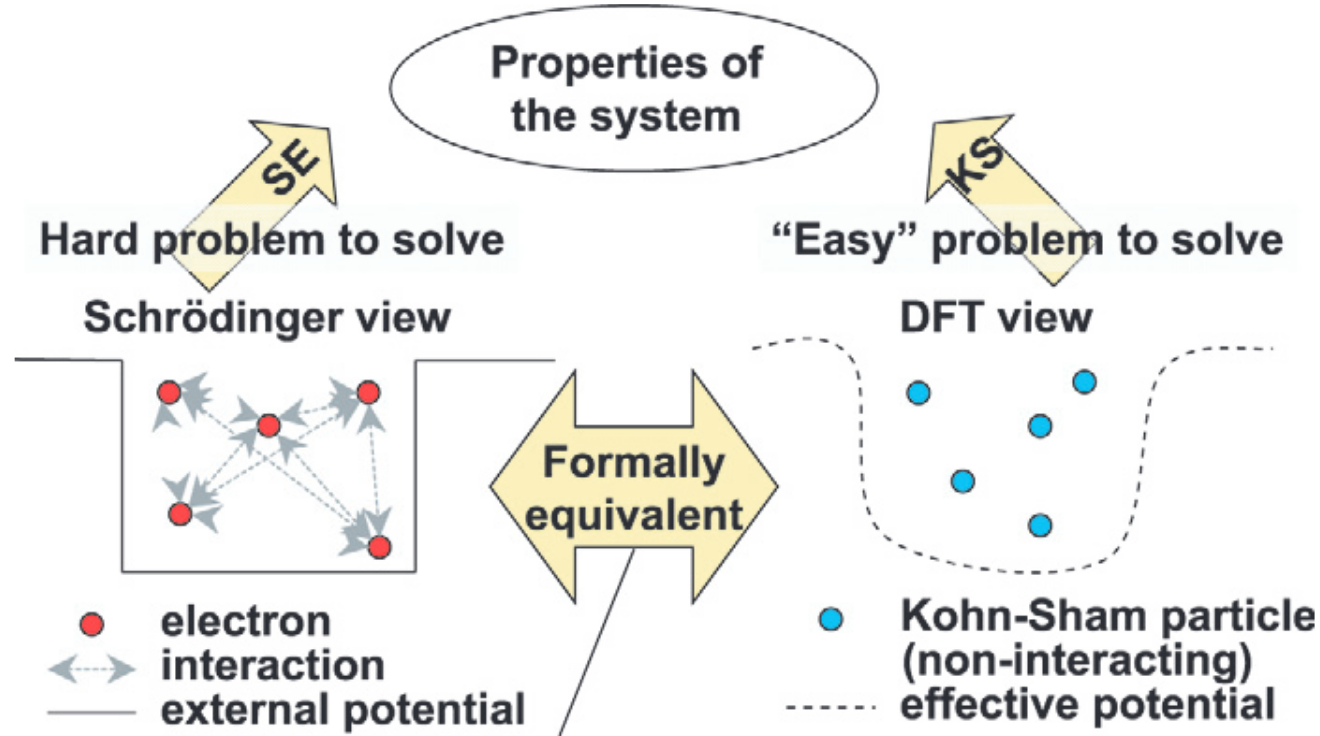 Properties of
the system
SE
KS
Hard problem to solve
“Easy” problem to solve
Schrödinger view
DFT view
Formally
equivalent
electron
interaction
external potential
Kohn-Sham particle
(non-interacting)
effective potential